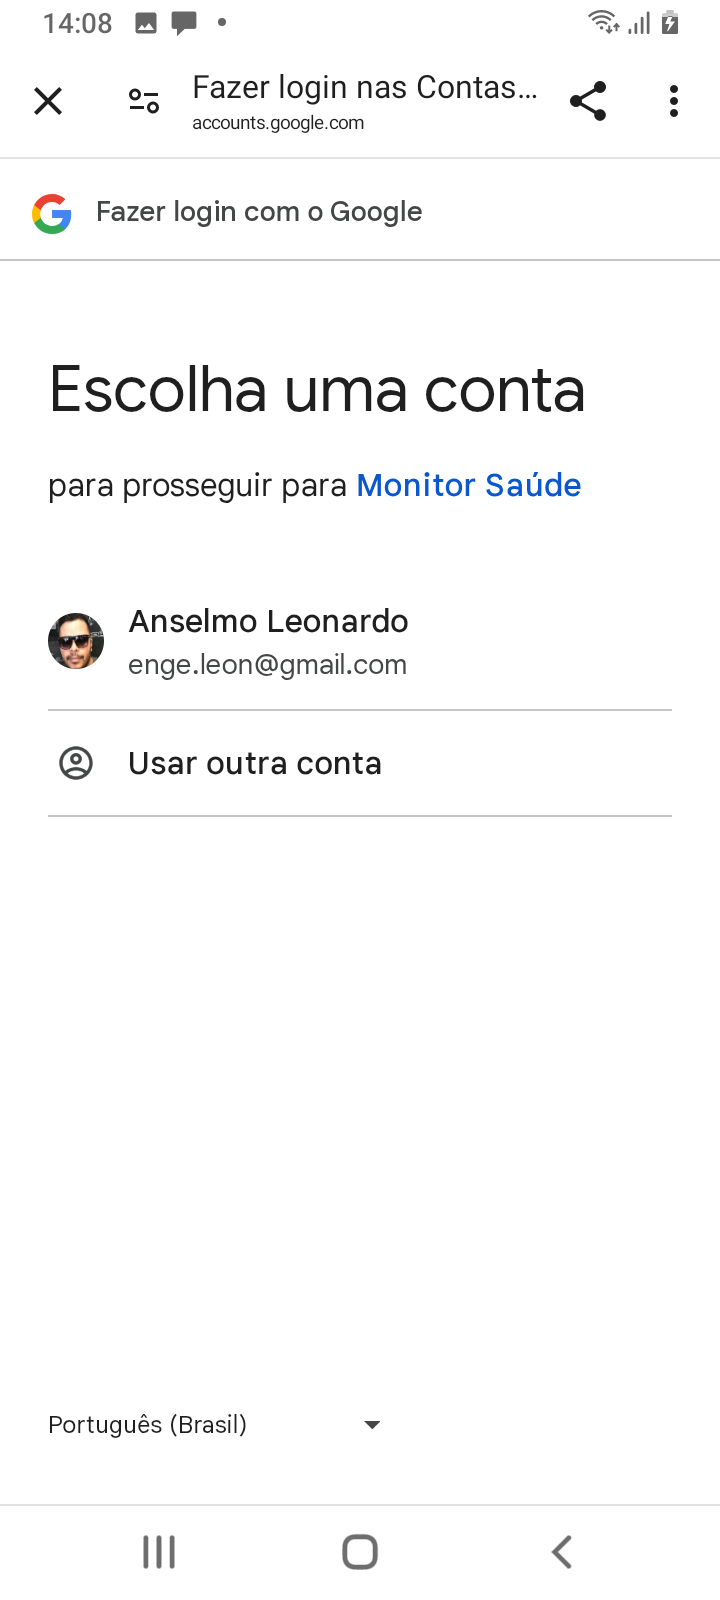 14:08
Fazer login nas Contas...
accounts.google.com
Fazer login com o Google
Escolha uma conta
para prosseguir para Monitor Saúde
Anselmo Leonardo
enge.leon@gmail.com
Usar outra conta
Português (Brasil)